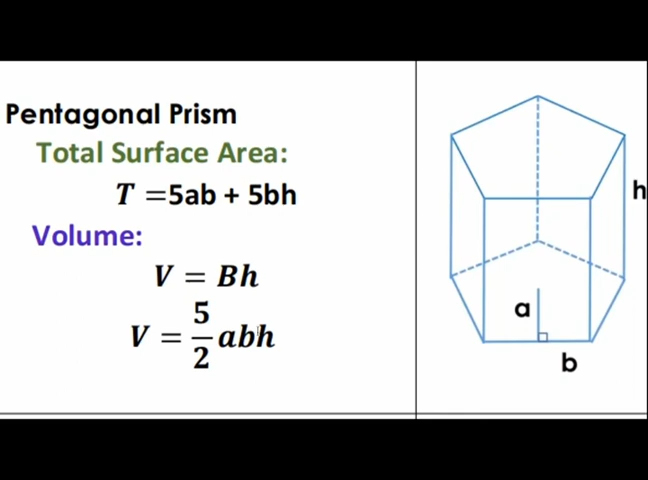 Pentagonal Prism
Total Surface Area:
T = 5ab + 5bh
Volume:
V = Bh
V = 5/2 abh
h
a
b